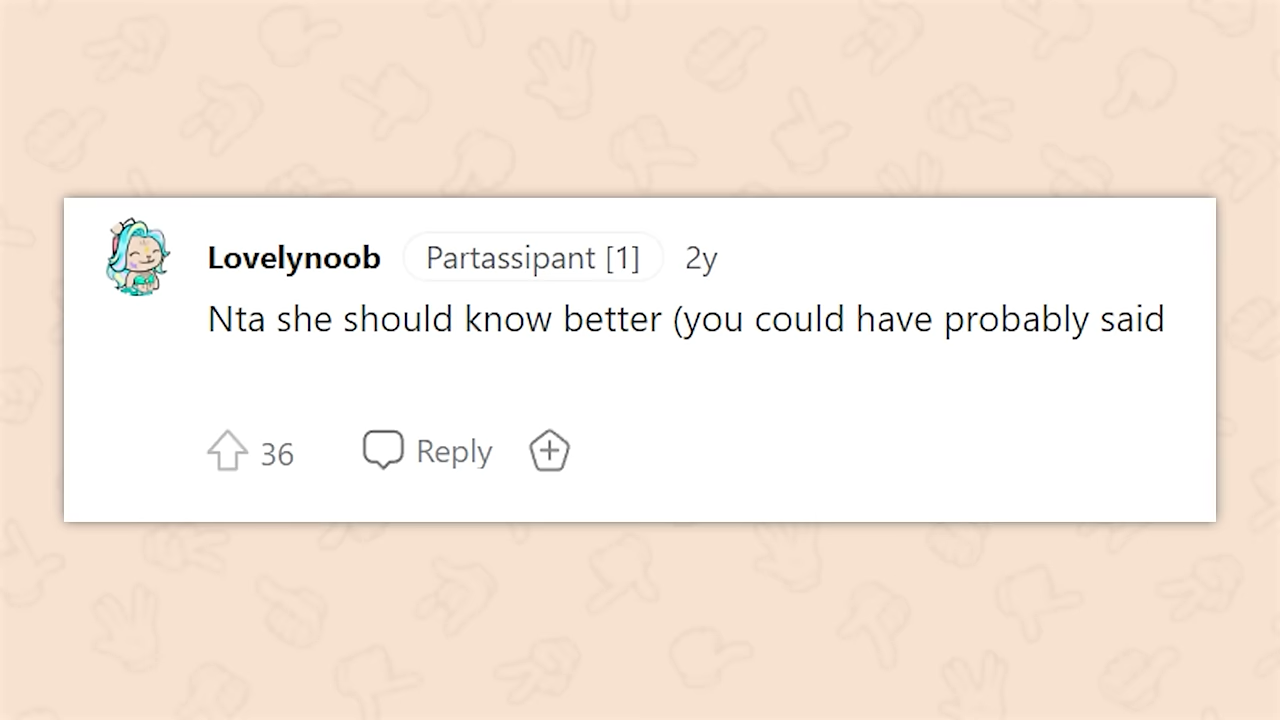 Lovelynoob Partassipant [1] 2y
Nta she should know better (you could have probably said
36 Reply